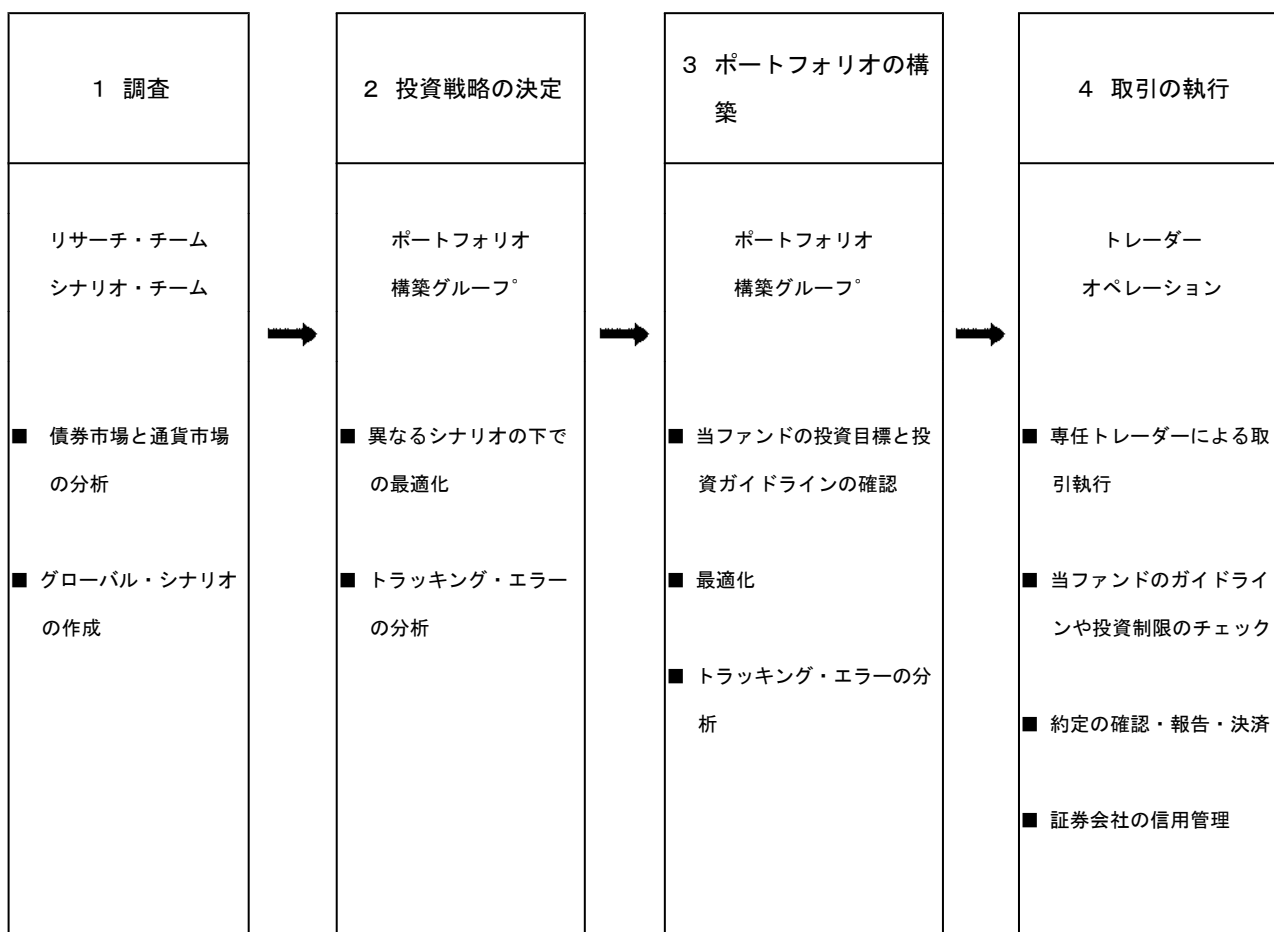 1 調査
リサーチ・チーム
シナリオ・チーム
■ 債券市場と通貨市場
の分析
■ グローバル・シナリオ
の作成
2 投資戦略の決定
ポートフォリオ
構築グループ
■ 異なるシナリオの下で
の最適化
■ トラッキング・エラー
の分析
3 ポートフォリオの構
築
ポートフォリオ
構築グループ
■ 当ファンドの投資目標と投
資ガイドラインの確認
■ 最適化
■ トラッキング・エラーの分
析
4 取引の執行
トレーダー
オペレーション
■ 専任トレーダーによる取
引執行
■ 当ファンドのガイドライ
ンや投資制限のチェック
■ 約定の確認・報告・決済
■ 証券会社の信用管理